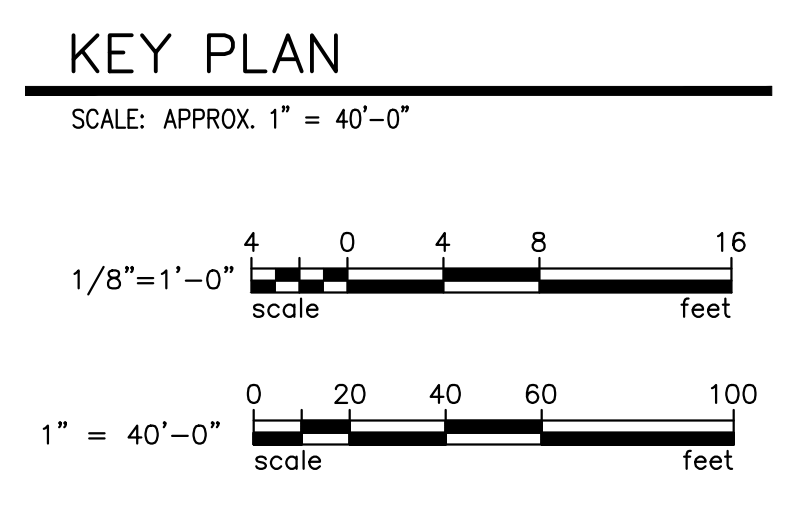 KEY PLAN
SCALE: APPROX. 1" = 40'-0"
4 0 4 8 16
1/8"=1'-0"
scale feet
0 20 40 60 100
1" = 40'-0"
scale feet